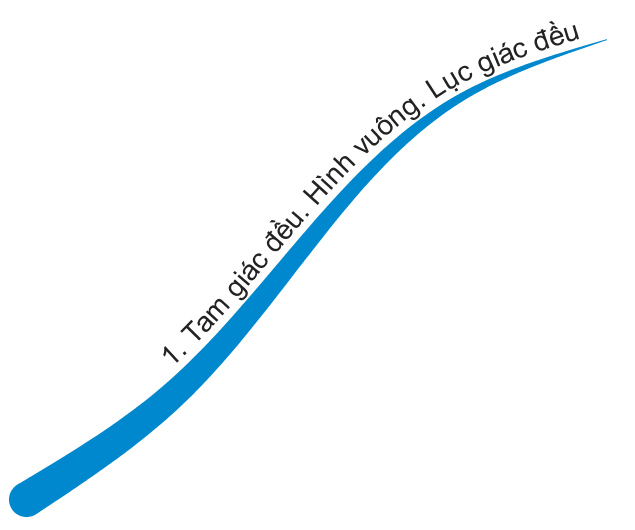 1. Tam giác đều. Hình vuông. Lục giác đều